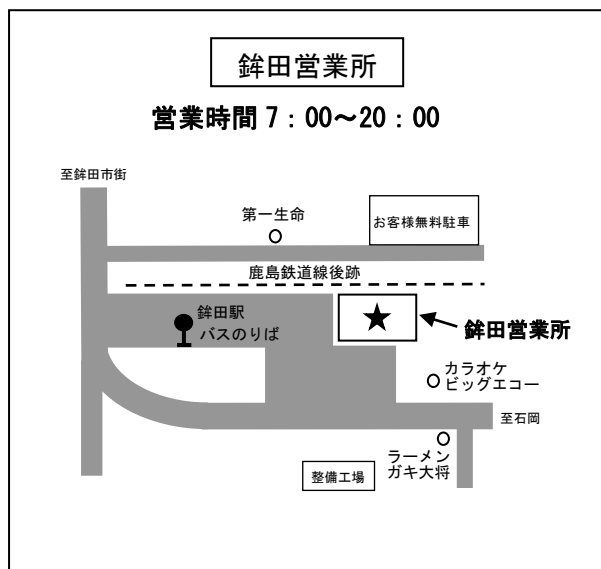 鉾田営業所
営業時間 7：00～20：00
至鉾田市街
第一生命
お客様無料駐車
鹿島鉄道線後跡
鉾田駅
バスのりば
鉾田営業所
カラオケ
ビッグエコー
至石岡
ラーメン
ガキ大将
整備工場